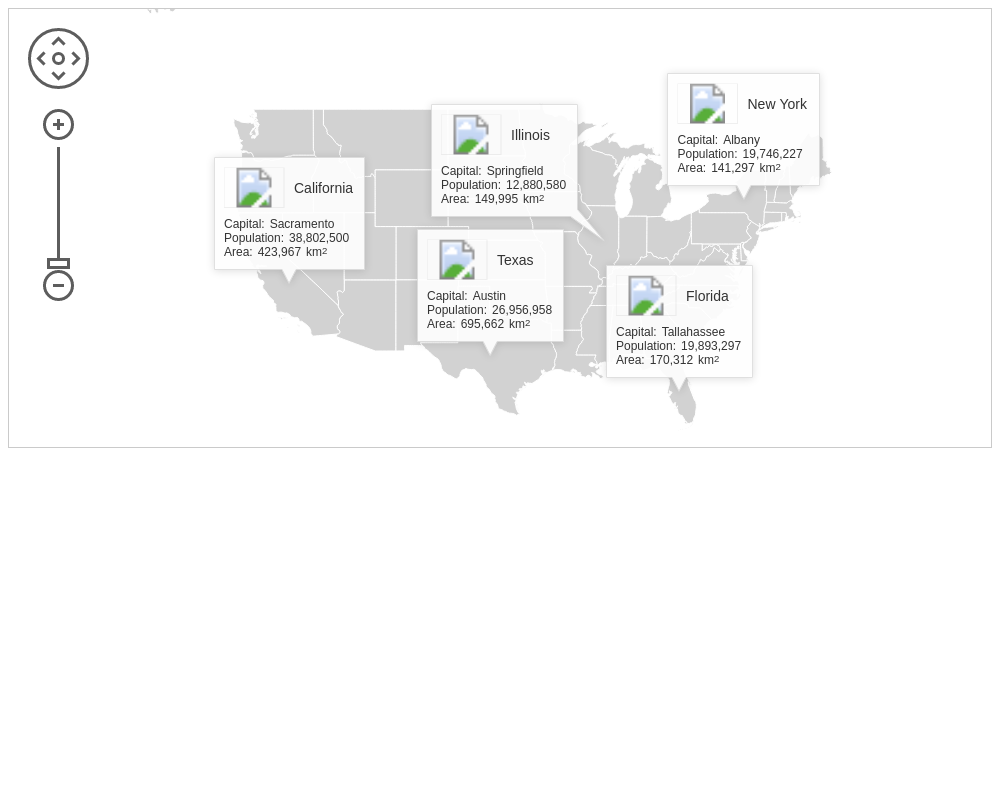 New York
Capital: Albany
Population: 19,746,227
Area: 141,297 km²
Illinois
Capital: Springfield
Population: 12,880,580
Area: 149,995 km²
California
Capital: Sacramento
Population: 38,802,500
Area: 423,967 km²
Texas
Capital: Austin
Population: 26,956,958
Area: 695,662 km²
Florida
Capital: Tallahassee
Population: 19,893,297
Area: 170,312 km²